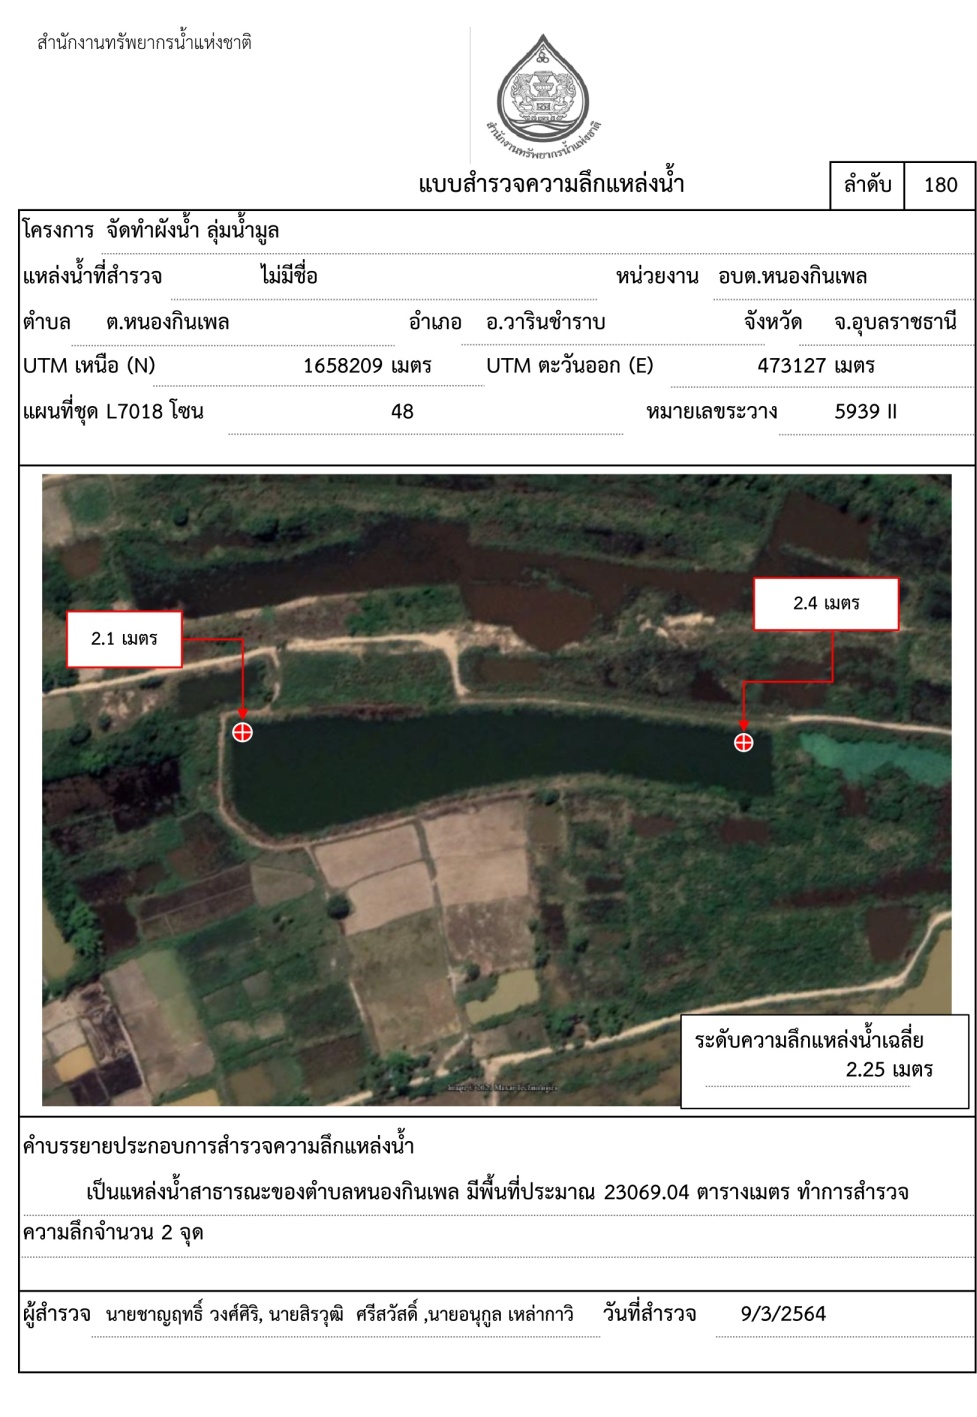 สำนักงานทรัพยากรน้ำแห่งชาติ
สำนักงานทรัพยากรน้ำแห่งชาติ
แบบสำรวจความลึกแหล่งน้ำ
ลำดับ 180
โครงการ จัดทำผังน้ำ ลุ่มน้ำมูล
แหล่งน้ำที่สำรวจ ไม่มีชื่อ หน่วยงาน อบต.หนองกินเพล
ตำบล ต.หนองกินเพล อำเภอ อ.วารินชำราบ จังหวัด จ.อุบลราชธานี
UTM เหนือ (N) 1658209 เมตร UTM ตะวันออก (E) 473127 เมตร
แผนที่ชุด L7018 โซน 48 หมายเลขระวาง 5939 II
2.4 เมตร
2.1 เมตร
ระดับความลึกแหล่งน้ำเฉลี่ย
2.25 เมตร
คำบรรยายประกอบการสำรวจความลึกแหล่งน้ำ
เป็นแหล่งน้ำสาธารณะของตำบลหนองกินเพล มีพื้นที่ประมาณ 23069.04 ตารางเมตร ทำการสำรวจ
ความลึกจำนวน 2 จุด
ผู้สำรวจ นายชาญฤทธิ์ วงศ์ศิริ, นายสิรวุฒิ ศรีสวัสดิ์ ,นายอนุกูล เหล่ากาวิ วันที่สำรวจ 9/3/2564